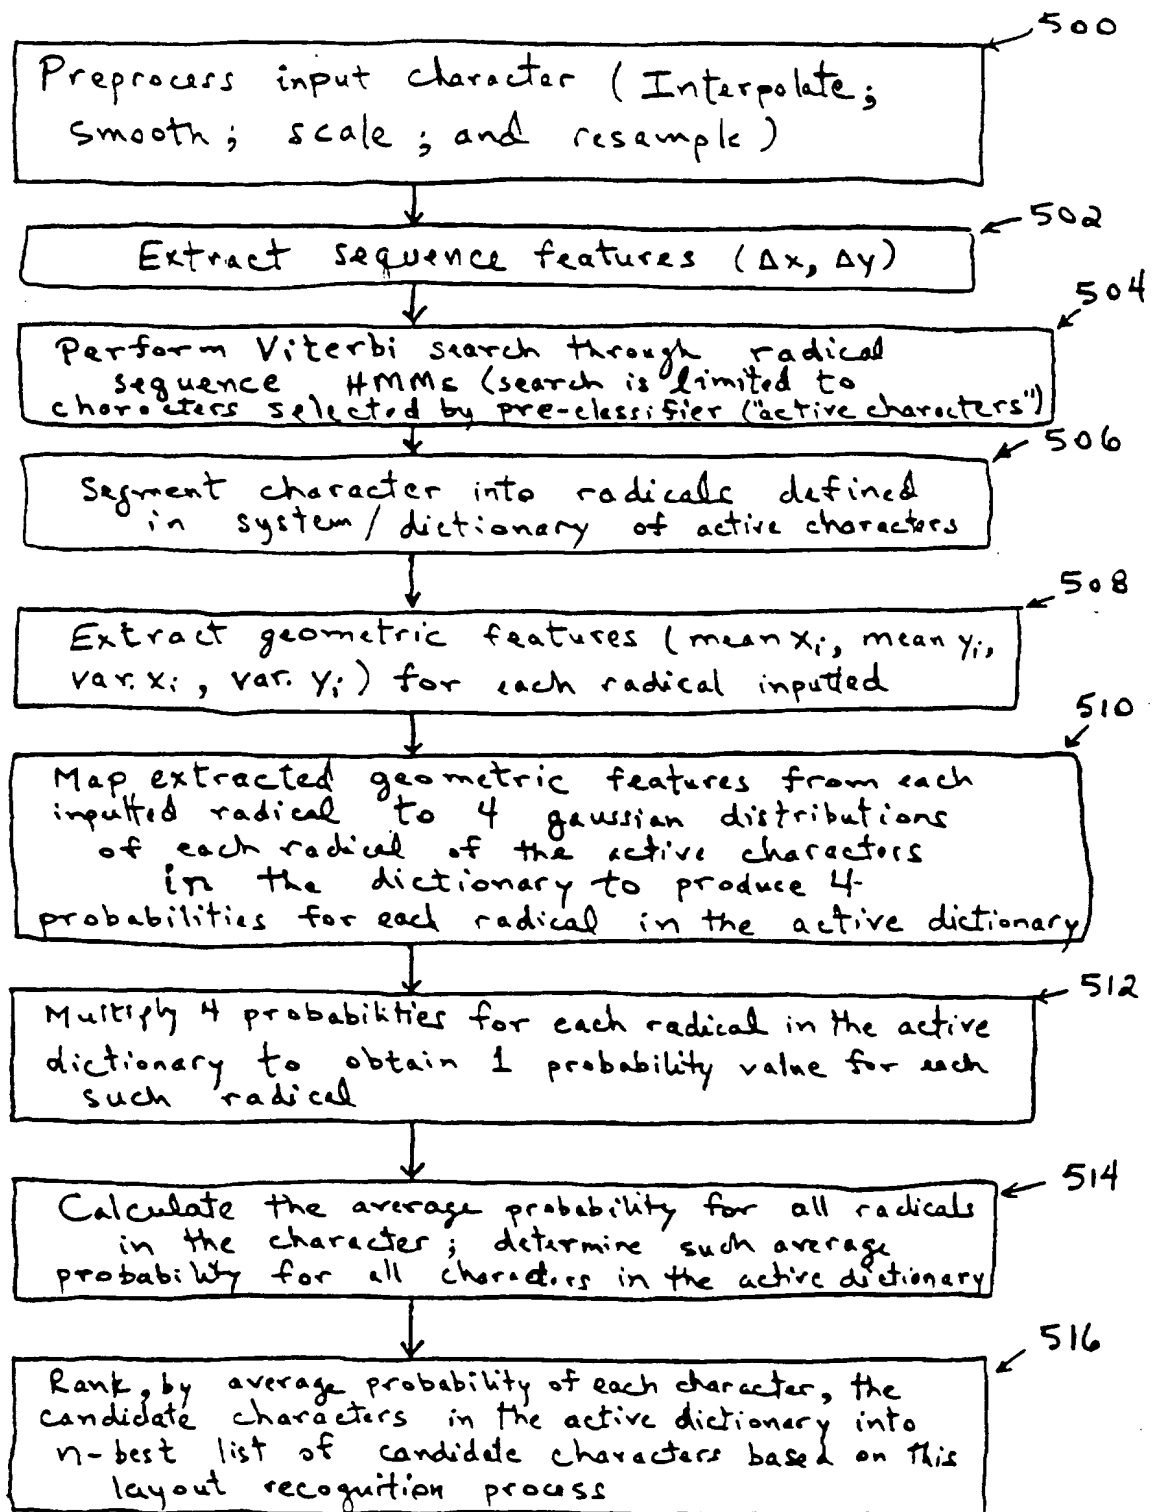 500
Preprocess input character (Interpolate;
smooth; scale; and resample)
502
Extract sequence features (Δx, Δy)
504
Perform Viterbi search through radical
sequence HMMs (search is limited to
characters selected by pre-classifier ("active characters")
506
Segment character into radicals defined
in system/dictionary of active characters
508
Extract geometric features (mean xi, mean yi,
var. xi, var. yi) for each radical inputted
510
Map extracted geometric features from each
inputted radical to 4 gaussian distributions
of each radical of the active characters
in the dictionary to produce 4
probabilities for each radical in the active dictionary
512
Multiply 4 probabilities for each radical in the active
dictionary to obtain 1 probability value for each
such radical
514
Calculate the average probability for all radicals
in the character; determine such average
probability for all characters in the active dictionary
516
Rank, by average probability of each character, the
candidate characters in the active dictionary into
n-best list of candidate characters based on this
layout recognition process